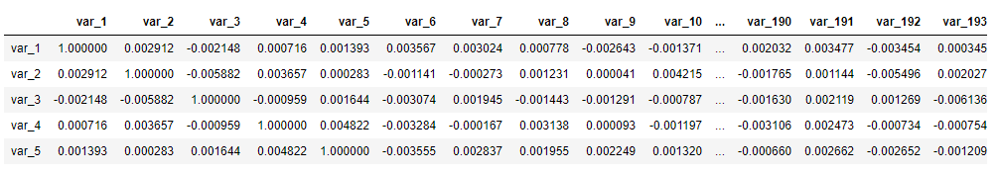 var_1 var_2 var_3 var_4 var_5 var_6 var_7 var_8 var_9 var_10 ... var_190 var_191 var_192 var_193
var_1 1.000000 0.002912 -0.002148 0.000716 0.001393 0.003567 0.003024 0.000778 -0.002643 -0.001371 ... 0.002032 0.003477 -0.003454 0.000345
var_2 0.002912 1.000000 -0.005882 0.003657 0.000283 -0.001141 -0.000273 0.001231 0.000041 0.004215 ... -0.001765 0.001144 -0.005496 0.002027
var_3 -0.002148 -0.005882 1.000000 -0.000959 0.001644 -0.003074 0.001945 -0.001443 -0.001291 -0.000787 ... -0.001630 0.002119 0.001269 -0.006136
var_4 0.000716 0.003657 -0.000959 1.000000 0.004822 -0.003284 -0.000167 0.003138 0.000093 -0.001197 ... -0.003106 0.002473 -0.000734 -0.000754
var_5 0.001393 0.000283 0.001644 0.004822 1.000000 -0.003555 0.002837 0.001955 0.002249 0.001320 ... -0.000660 0.002662 -0.002652 -0.001209